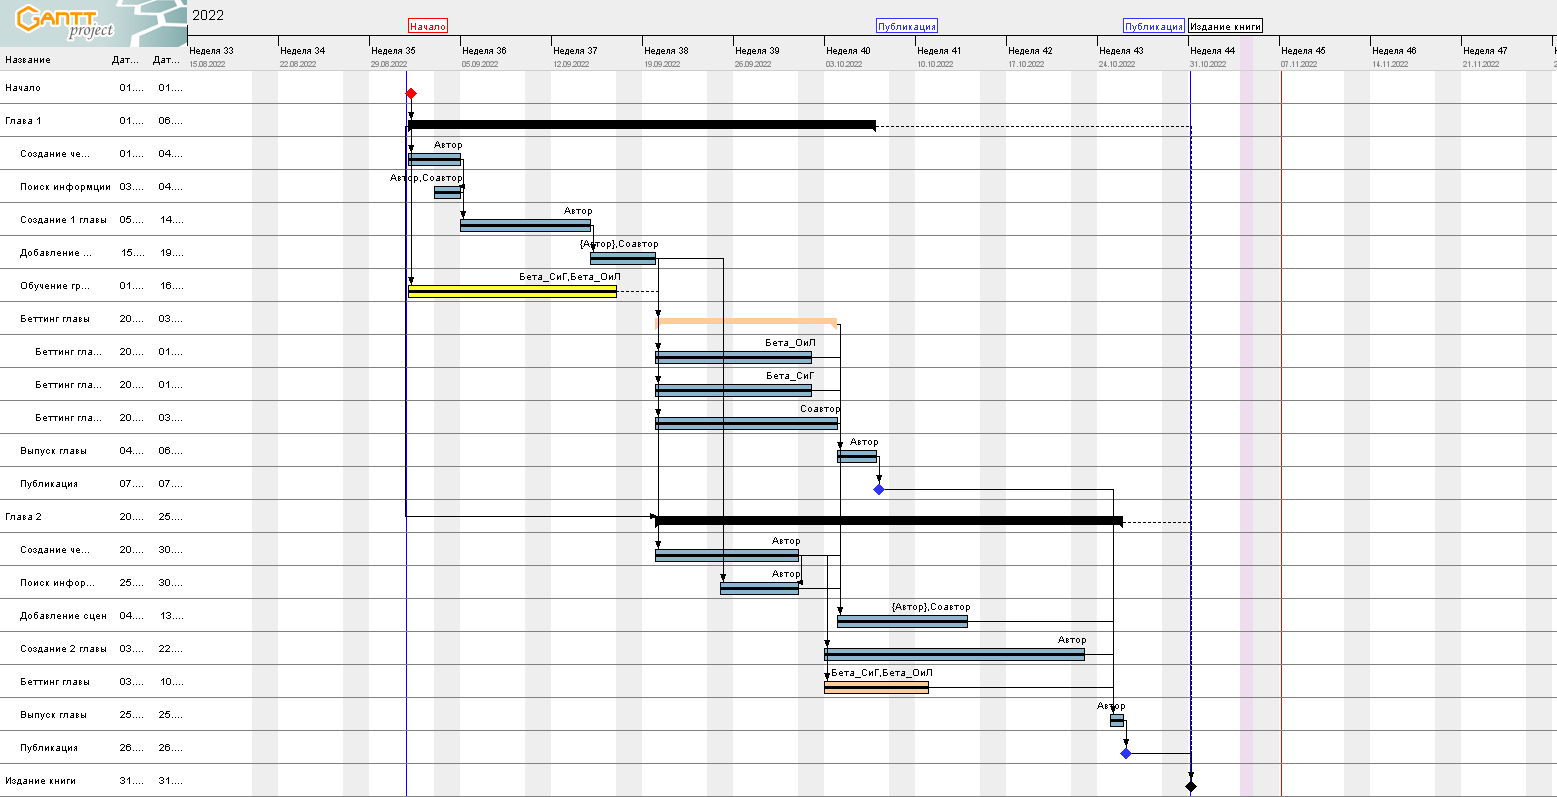 GANTT
project
2022
Начало
Публикация
Публикация
Издание книги
Неделя 33 Неделя 34 Неделя 35 Неделя 36 Неделя 37 Неделя 38 Неделя 39 Неделя 40 Неделя 41 Неделя 42 Неделя 43 Неделя 44 Неделя 45 Неделя 46 Неделя 47
Название Дат... Дат...
15.08.2022 22.08.2022 29.08.2022 05.09.2022 12.09.2022 19.09.2022 26.09.2022 03.10.2022 10.10.2022 17.10.2022 24.10.2022 31.10.2022 07.11.2022 14.11.2022 21.11.2022
Начало 01.... 01....
Глава 1 01.... 06....
Создание че... 01.... 04.... Автор
Поиск информции 03.... 04.... Автор,Соавтор
Создание 1 главы 05.... 14.... Автор
Добавление ... 15.... 19.... {Автор},Соавтор
Обучение гр... 01.... 16.... Бета_СиГ,Бета_ОиЛ
Беттинг главы 20.... 03....
Беттинг гла... 20.... 01.... Бета_ОиЛ
Беттинг гла... 20.... 01.... Бета_СиГ
Беттинг гла... 20.... 03.... Соавтор
Выпуск главы 04.... 06.... Автор
Публикация 07.... 07....
Глава 2 20.... 25....
Создание че... 20.... 30.... Автор
Поиск инфор... 25.... 30.... Автор
Добавление сцен 04.... 13.... {Автор},Соавтор
Создание 2 главы 03.... 22.... Автор
Беттинг главы 03.... 10.... Бета_СиГ,Бета_ОиЛ
Выпуск главы 25.... 25.... Автор
Публикация 26.... 26....
Издание книги 31.... 31....